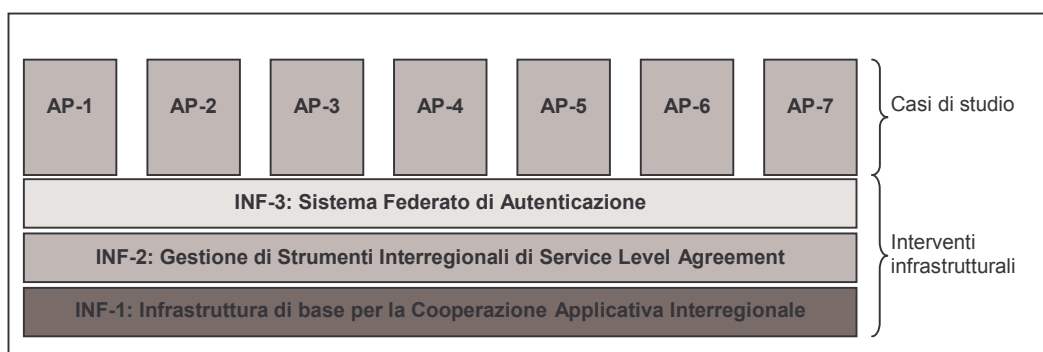 AP-1 AP-2 AP-3 AP-4 AP-5 AP-6 AP-7
Casi di studio
INF-3: Sistema Federato di Autenticazione
INF-2: Gestione di Strumenti Interregionali di Service Level Agreement
INF-1: Infrastruttura di base per la Cooperazione Applicativa Interregionale
Interventi
infrastrutturali